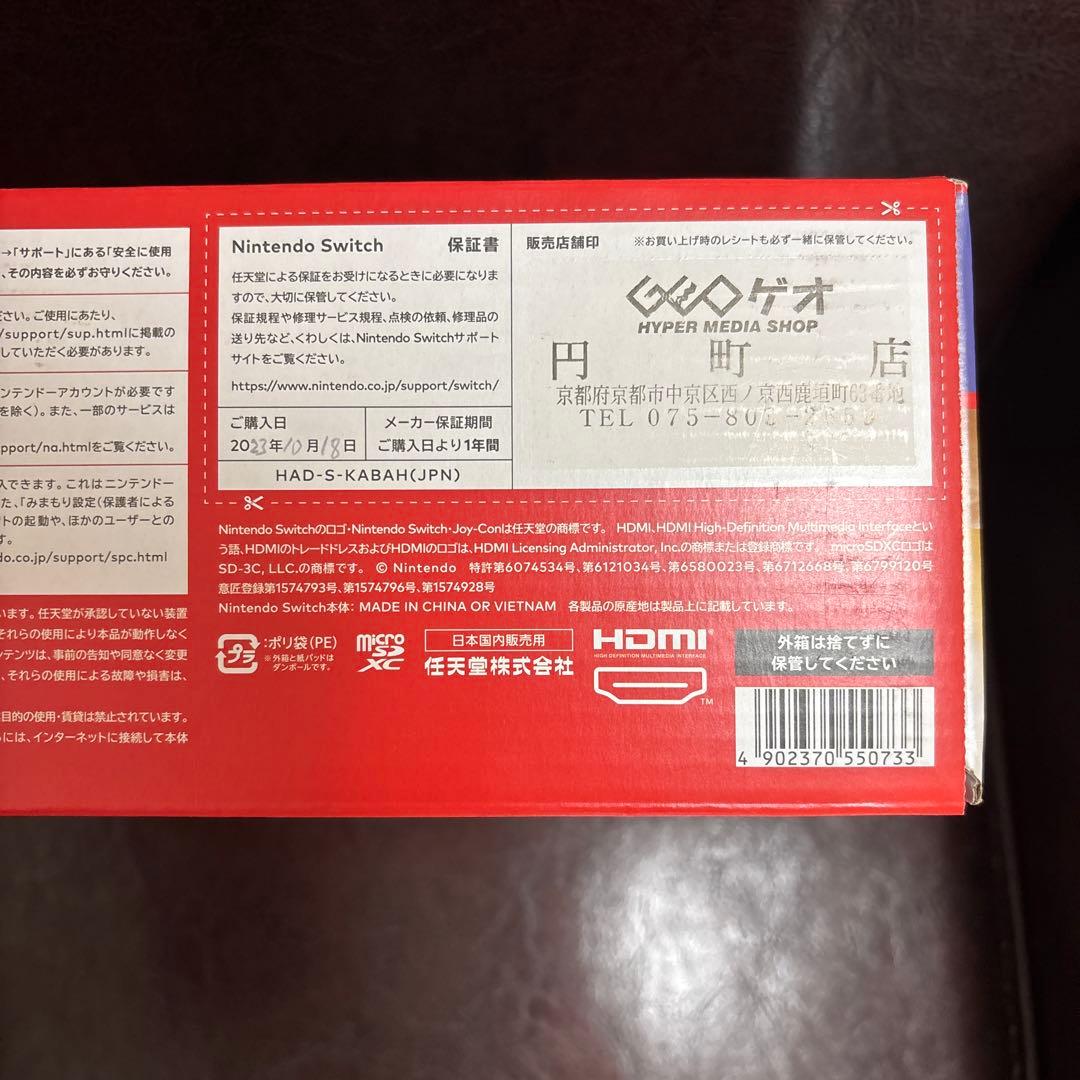 →「サポート」にある「安全に使用
、その内容を必ずお守りください。
ださい。ご使用にあたり、
/support/sup.htmlに掲載の
していただく必要があります。
ンテンドーアカウントが必要です
を除く)。また、一部のサービスは
pport/na.htmlをご覧ください。
入できます。これはニンテンドー
た、「みまもり設定(保護者による
トの起動や、ほかのユーザーとの
す。
do.co.jp/support/spc.html
います。任天堂が承認していない装置
それらの使用により本品が動作しなく
テンツは、事前の告知や同意なく変更
、それらの使用による故障や損害は、
目的の使用・賃貸は禁止されています。
には、インターネットに接続して本体
Nintendo Switch 保証書
任天堂による保証をお受けになるときに必要になりま
すので、大切に保管してください。
保証規程や修理サービス規程、点検の依頼、修理品の
送り先など、くわしくは、Nintendo Switchサポート
サイトをご覧ください。
https://www.nintendo.co.jp/support/switch/
ご購入日
2023年10月18日
メーカー保証期間
ご購入日より1年間
HAD-S-KABAH(JPN)
販売店舗印 ※お買い上げ時のレシートも必ず一緒に保管してください。
GEOゲオ
HYPER MEDIA SHOP
円町店
京都府京都市中京区西ノ京西鹿垣町63番地
TEL 075-803-
Nintendo Switchのロゴ・Nintendo Switch・Joy-Conは任天堂の商標です。 HDMI、HDMI High-Definition Multimedia Interfaceとい
う語、HDMIのトレードドレスおよびHDMIのロゴは、HDMI Licensing Administrator, Inc.の商標または登録商標です。 microSDXCロゴは
SD-3C, LLC.の商標です。 © Nintendo 特許第6074534号、第6121034号、第6580023号、第6712668号、第6799120号
意匠登録第1574793号、第1574796号、第1574928号
Nintendo Switch本体: MADE IN CHINA OR VIETNAM 各製品の原産地は製品上に記載しています。
プラ
:ポリ袋(PE)
※外箱と紙パッドは
ダンボールです。
micro
SD
XC
日本国内販売用
任天堂株式会社
HDMI®
HIGH-DEFINITION MULTIMEDIA INTERFACE
TM
外箱は捨てずに
保管してください
4 902370 550733